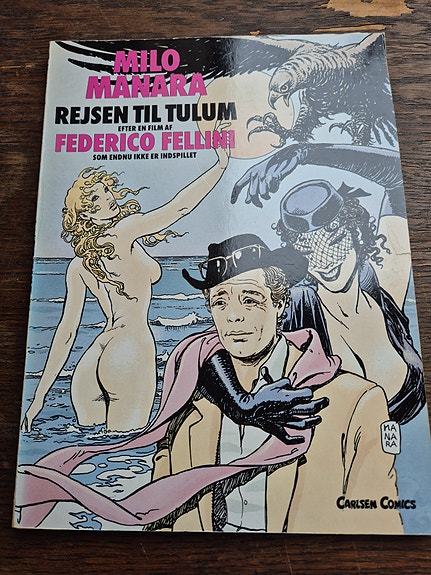 MILO
MANARA
REJSEN TIL TULUM
EFTER EN FILM AF
FEDERICO FELLINI
SOM ENDNU IKKE ER INDSPILLET
MA
NA
RA
CARLSEN COMICS